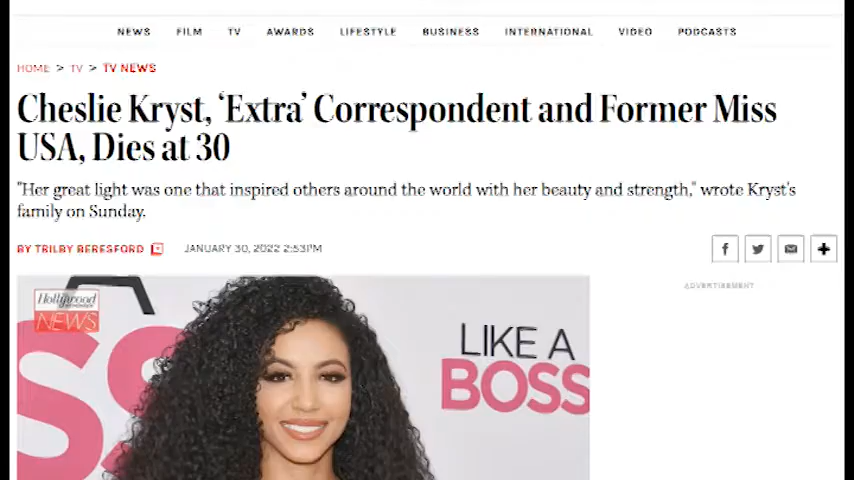 NEWS FILM TV AWARDS LIFESTYLE BUSINESS INTERNATIONAL VIDEO PODCASTS
HOME > TV > TV NEWS
Cheslie Kryst, ‘Extra’ Correspondent and Former Miss
USA, Dies at 30
"Her great light was one that inspired others around the world with her beauty and strength," wrote Kryst's
family on Sunday.
BY TRILBY BERESFORD JANUARY 30, 2022 2:53PM
ADVERTISEMENT
Hollywood
NEWS
SS
LIKE A
BOSS